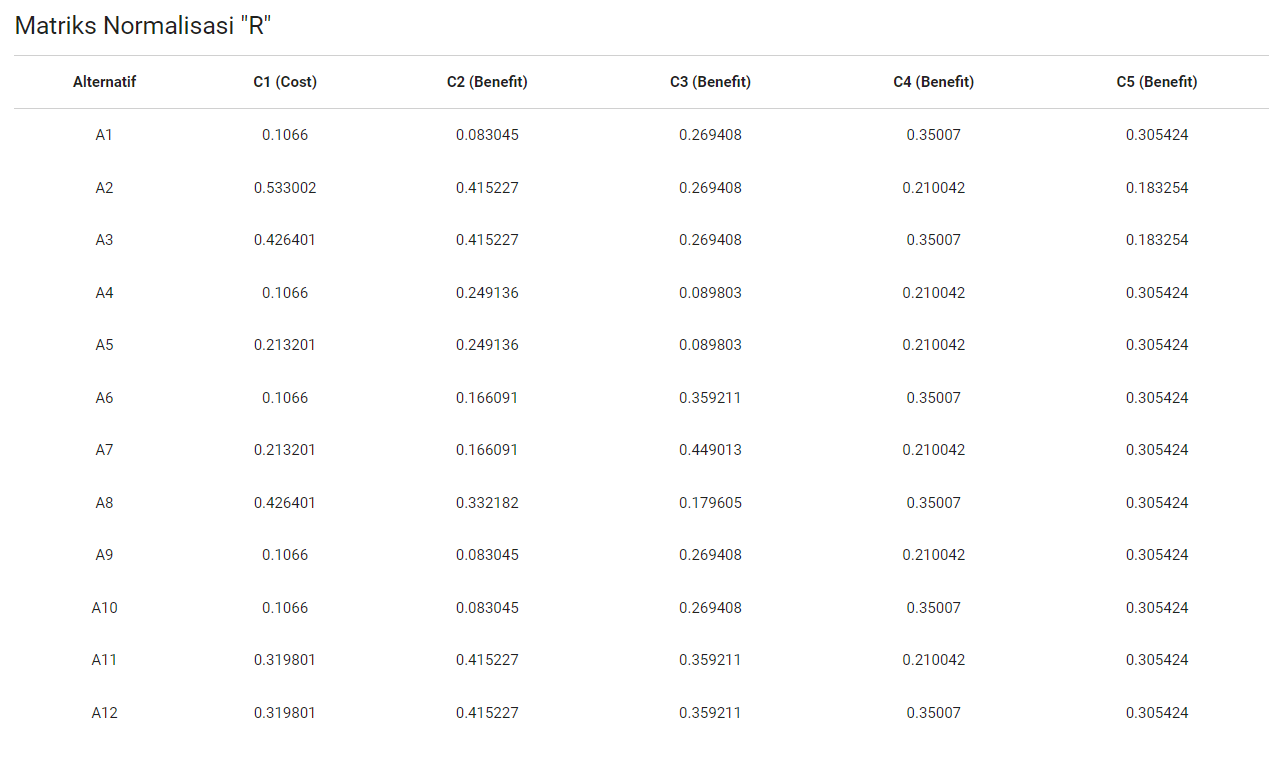 Matriks Normalisasi "R"
Alternatif C1 (Cost) C2 (Benefit) C3 (Benefit) C4 (Benefit) C5 (Benefit)
A1 0.1066 0.083045 0.269408 0.35007 0.305424
A2 0.533002 0.415227 0.269408 0.210042 0.183254
A3 0.426401 0.415227 0.269408 0.35007 0.183254
A4 0.1066 0.249136 0.089803 0.210042 0.305424
A5 0.213201 0.249136 0.089803 0.210042 0.305424
A6 0.1066 0.166091 0.359211 0.35007 0.305424
A7 0.213201 0.166091 0.449013 0.210042 0.305424
A8 0.426401 0.332182 0.179605 0.35007 0.305424
A9 0.1066 0.083045 0.269408 0.210042 0.305424
A10 0.1066 0.083045 0.269408 0.35007 0.305424
A11 0.319801 0.415227 0.359211 0.210042 0.305424
A12 0.319801 0.415227 0.359211 0.35007 0.305424